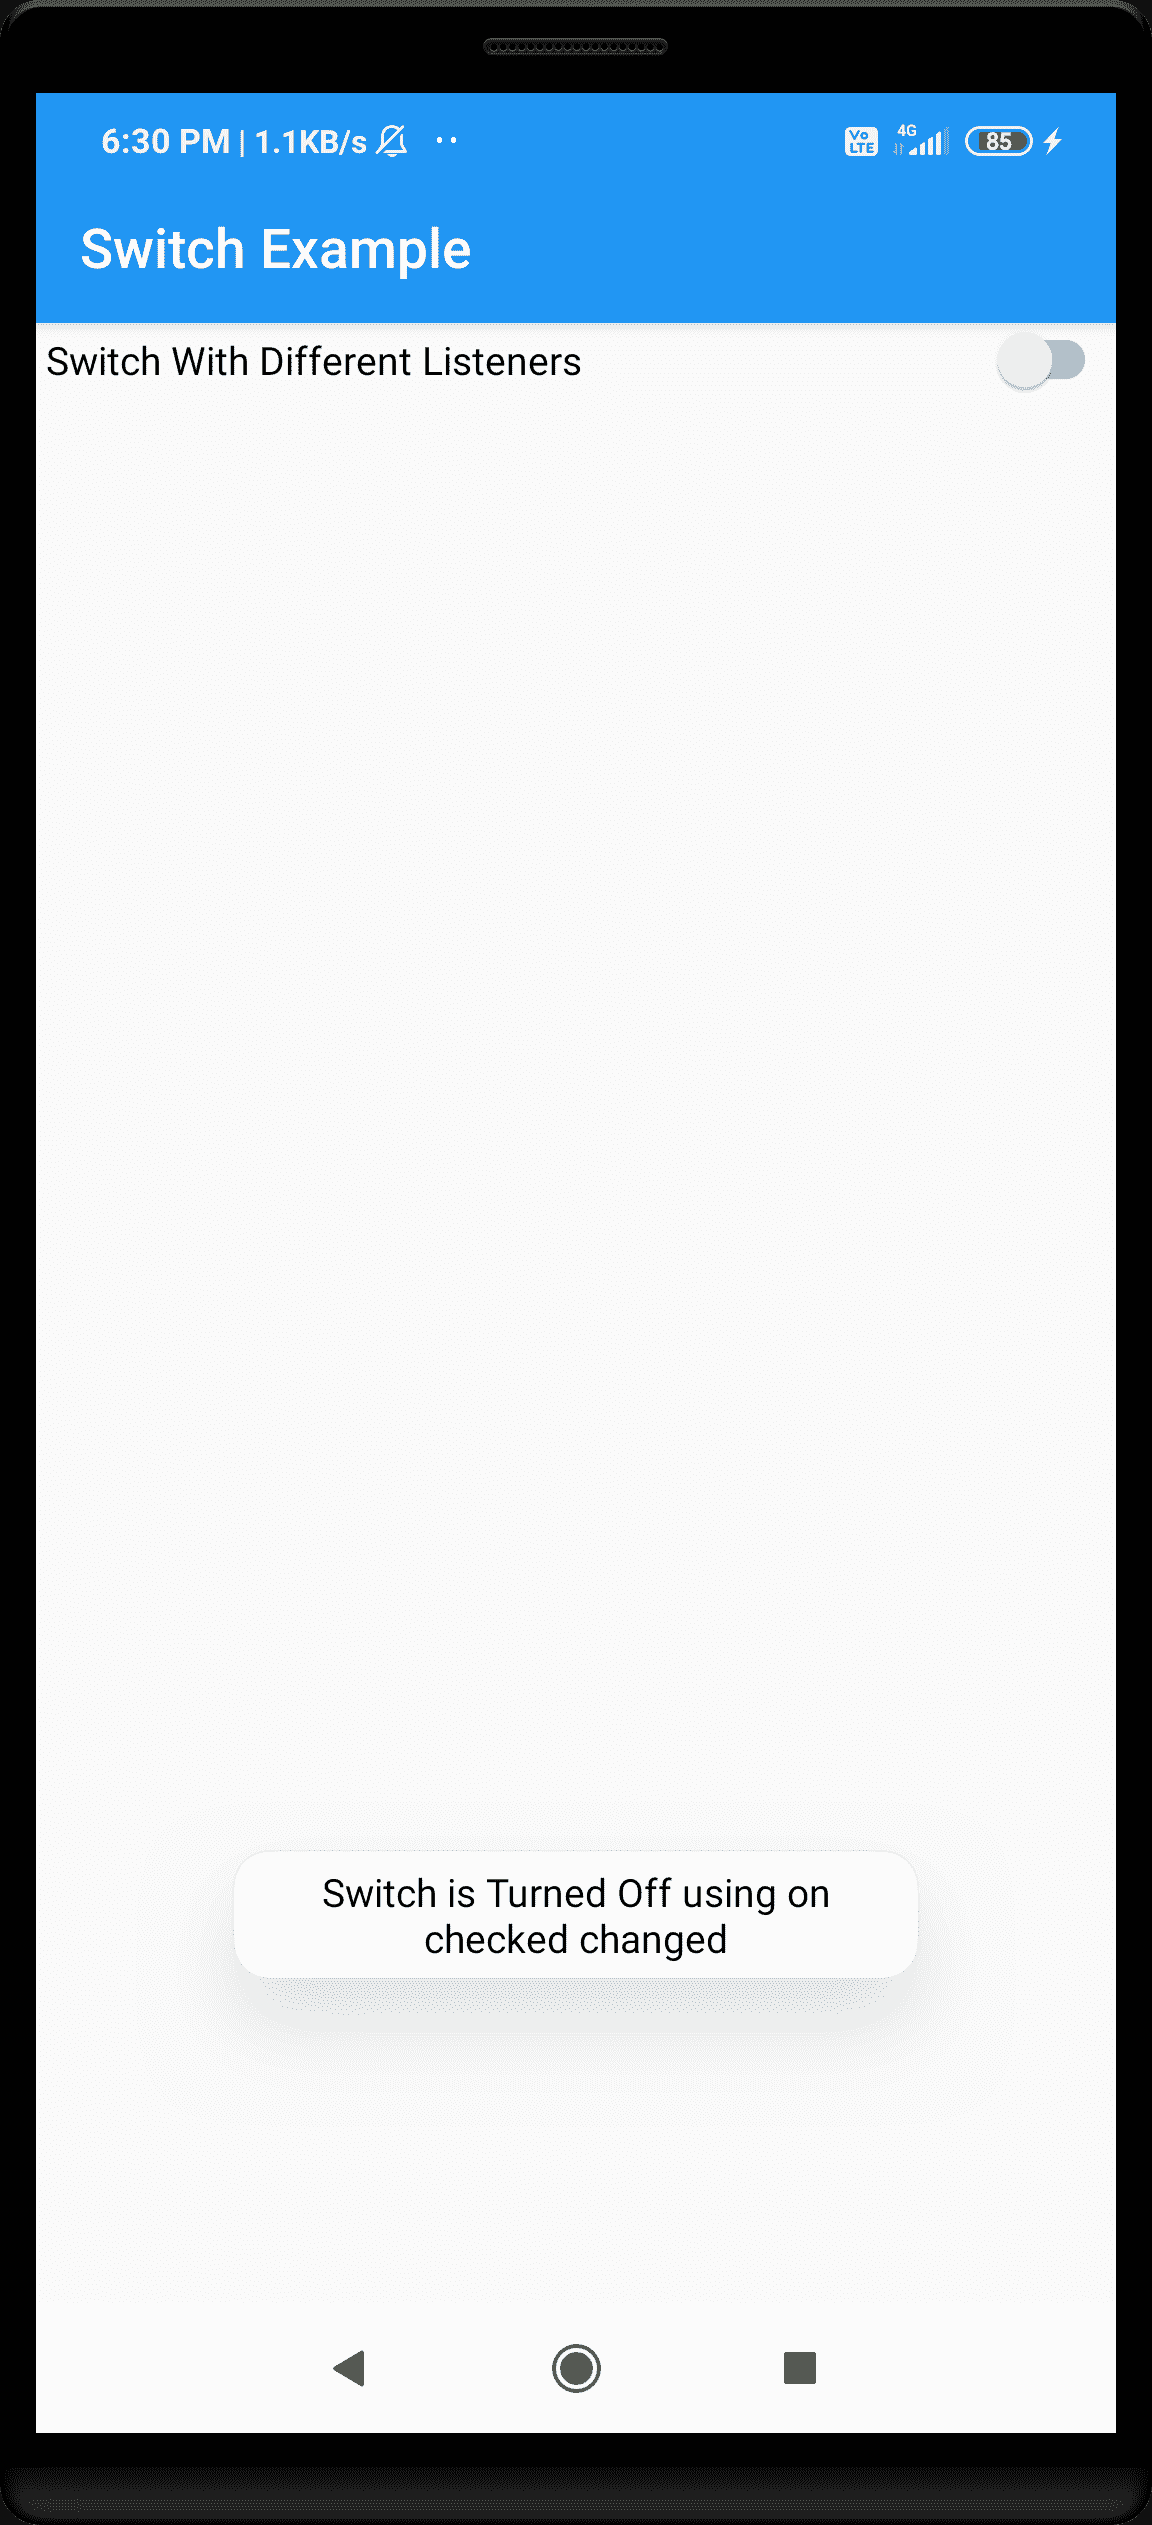 6:30 PM | 1.1KB/s
Vo LTE 4G 85
Switch Example
Switch With Different Listeners
Switch is Turned Off using on
checked changed